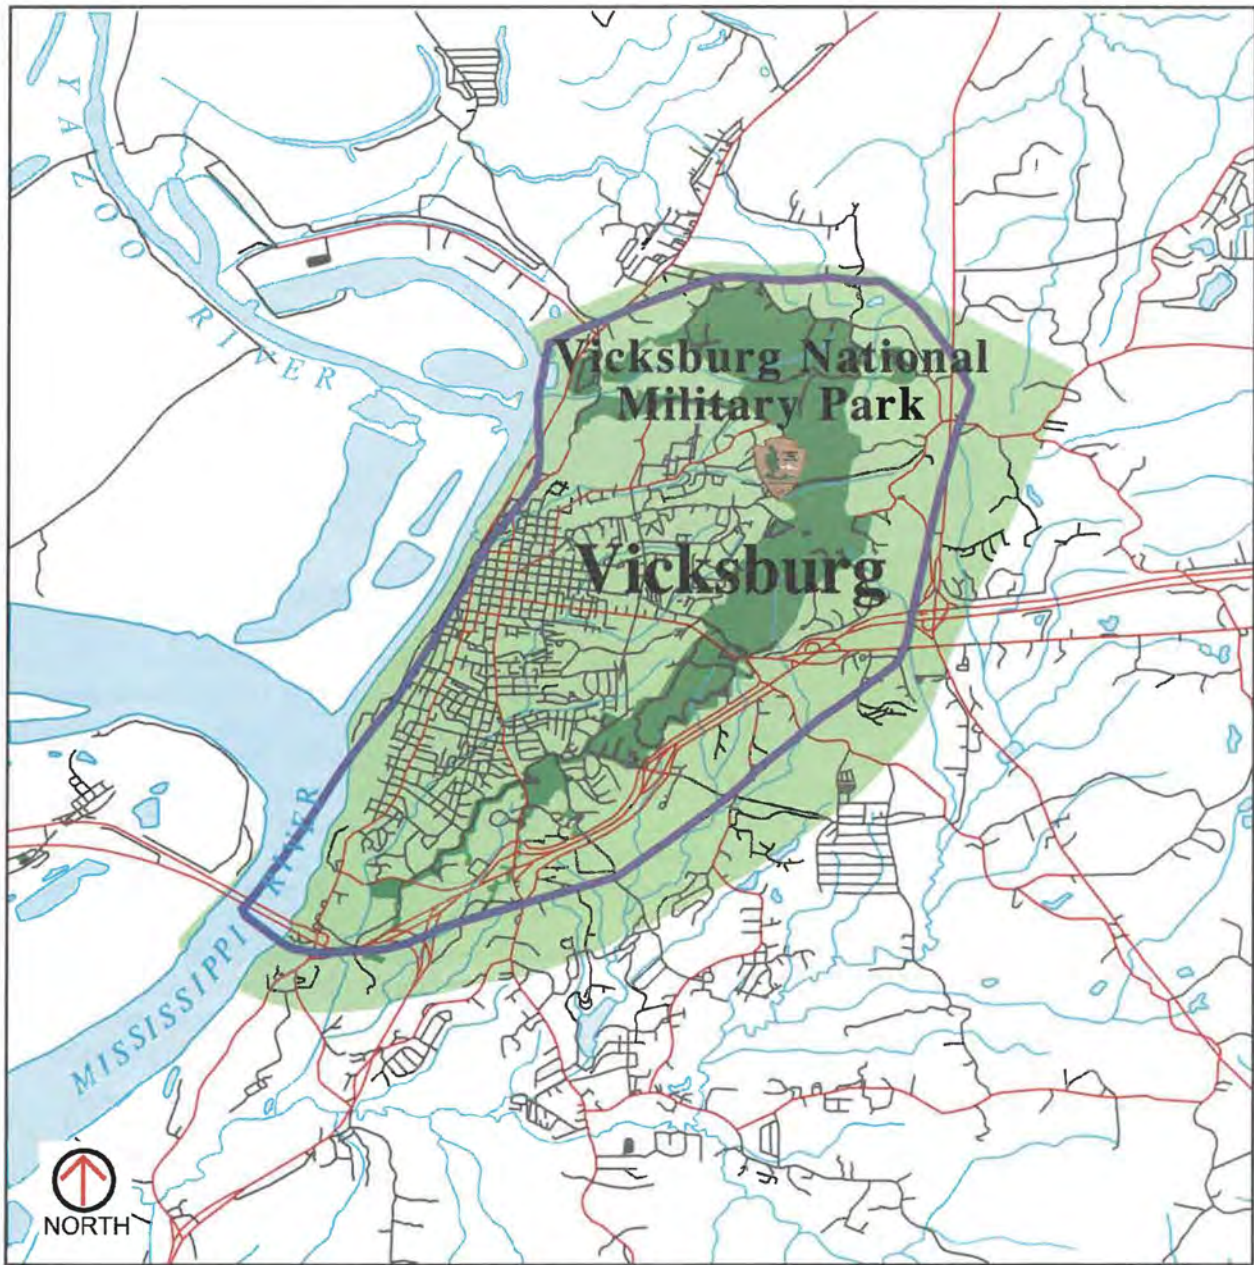 YAZOO RIVER
Vicksburg National
Military Park
Vicksburg
MISSISSIPPI RIVER
NORTH